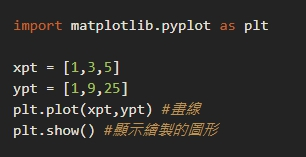 import matplotlib.pyplot as plt
xpt = [1,3,5]
ypt = [1,9,25]
plt.plot(xpt,ypt) #畫線
plt.show() #顯示繪製的圖形